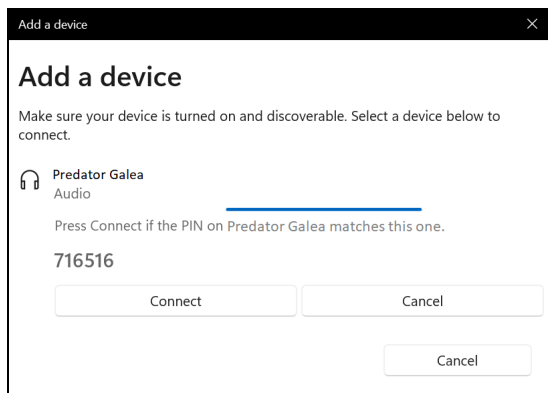 Add a device
Add a device
Make sure your device is turned on and discoverable. Select a device below to
connect.
Predator Galea
Audio
Press Connect if the PIN on Predator Galea matches this one.
716516
Connect Cancel
Cancel